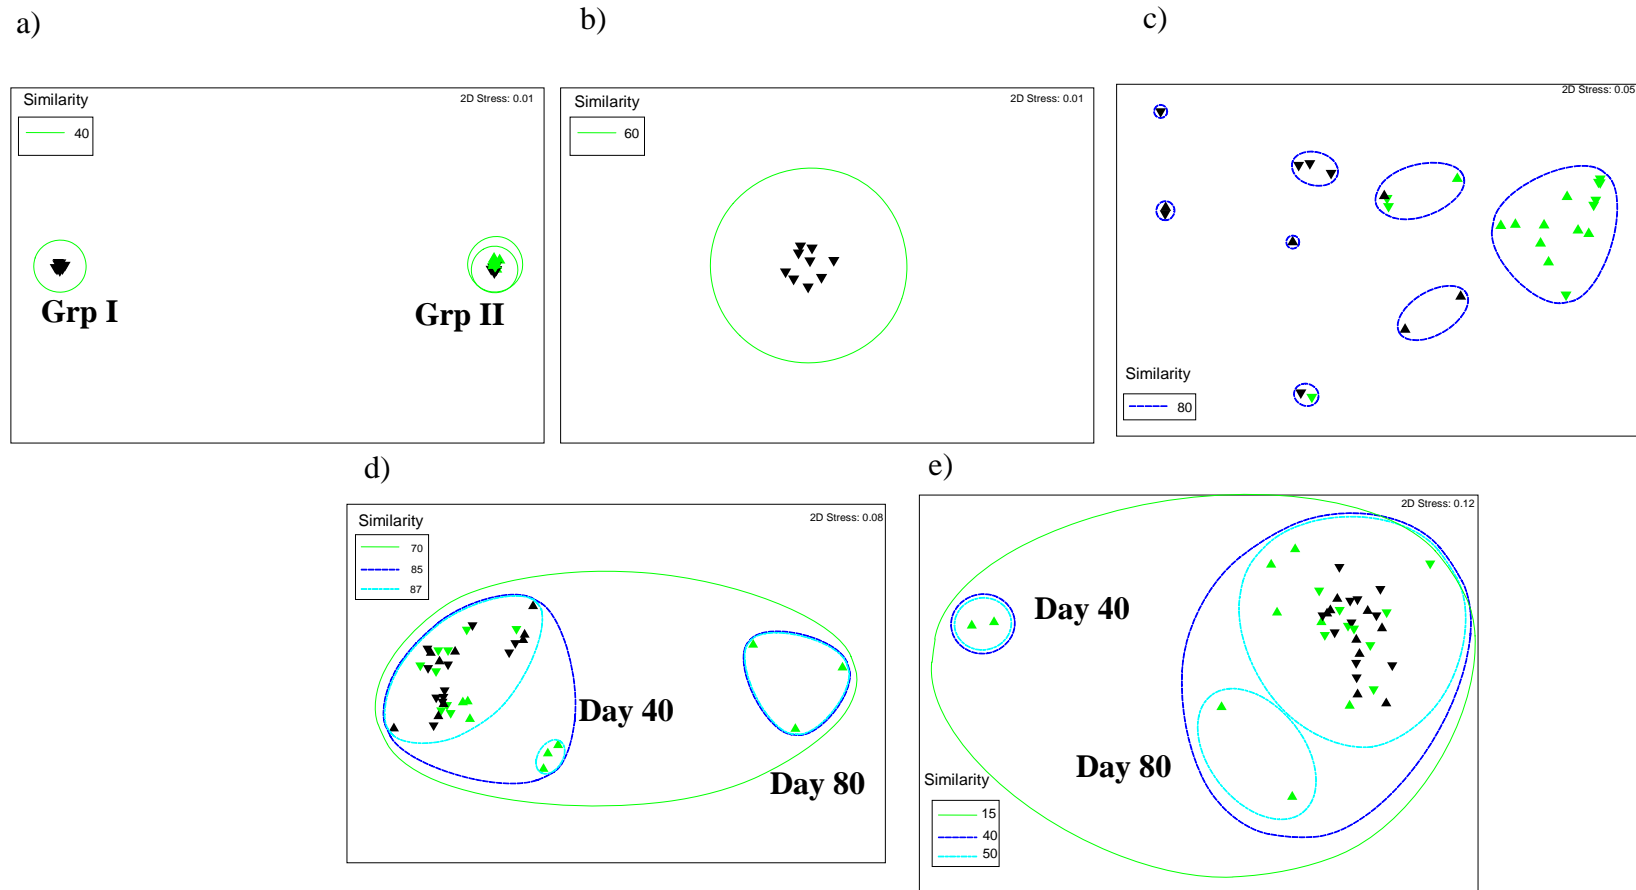 a)
b)
c)
Similarity
2D Stress: 0.01
40
Grp I
Grp II
Similarity
2D Stress: 0.01
60
2D Stress: 0.05
Similarity
80
d)
e)
Similarity
2D Stress: 0.08
70
85
87
Day 40
Day 80
2D Stress: 0.12
Day 40
Day 80
Similarity
15
40
50